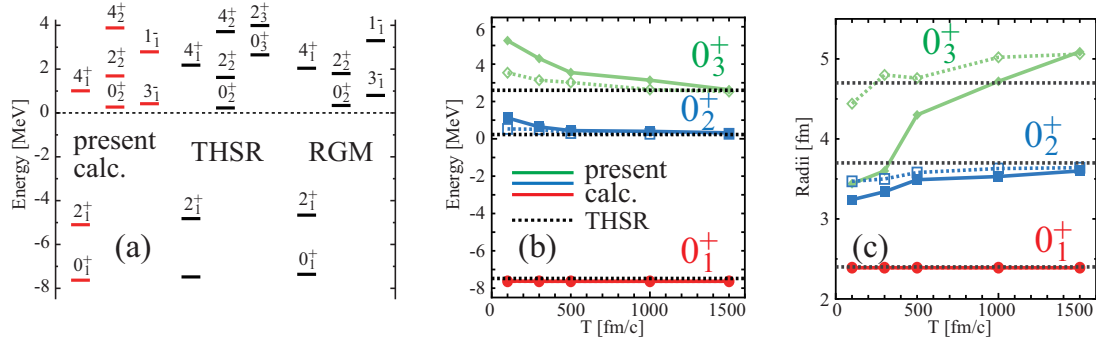 4
2
0
-2
-4
-6
-8
Energy [MeV]
4₂⁺
1₁⁻
4₁⁺
2₂⁺
0₂⁺
3₁⁻
present
calc.
2₁⁺
0₁⁺
4₂⁺
2₃⁺
4₁⁺
0₃⁺
2₂⁺
0₂⁺
THSR
2₁⁺
1₁⁻
4₁⁺
2₂⁺
3₁⁻
0₂⁺
RGM
2₁⁺
0₁⁺
(a)
8
6
4
2
0
-2
-4
-6
-8
Energy [MeV]
0₃⁺
0₂⁺
present
calc.
THSR
(b)
0₁⁺
0 500 1000 1500
T [fm/c]
5
4
3
2
Radii [fm]
0₃⁺
0₂⁺
0₁⁺
(c)
0 500 1000 1500
T [fm/c]